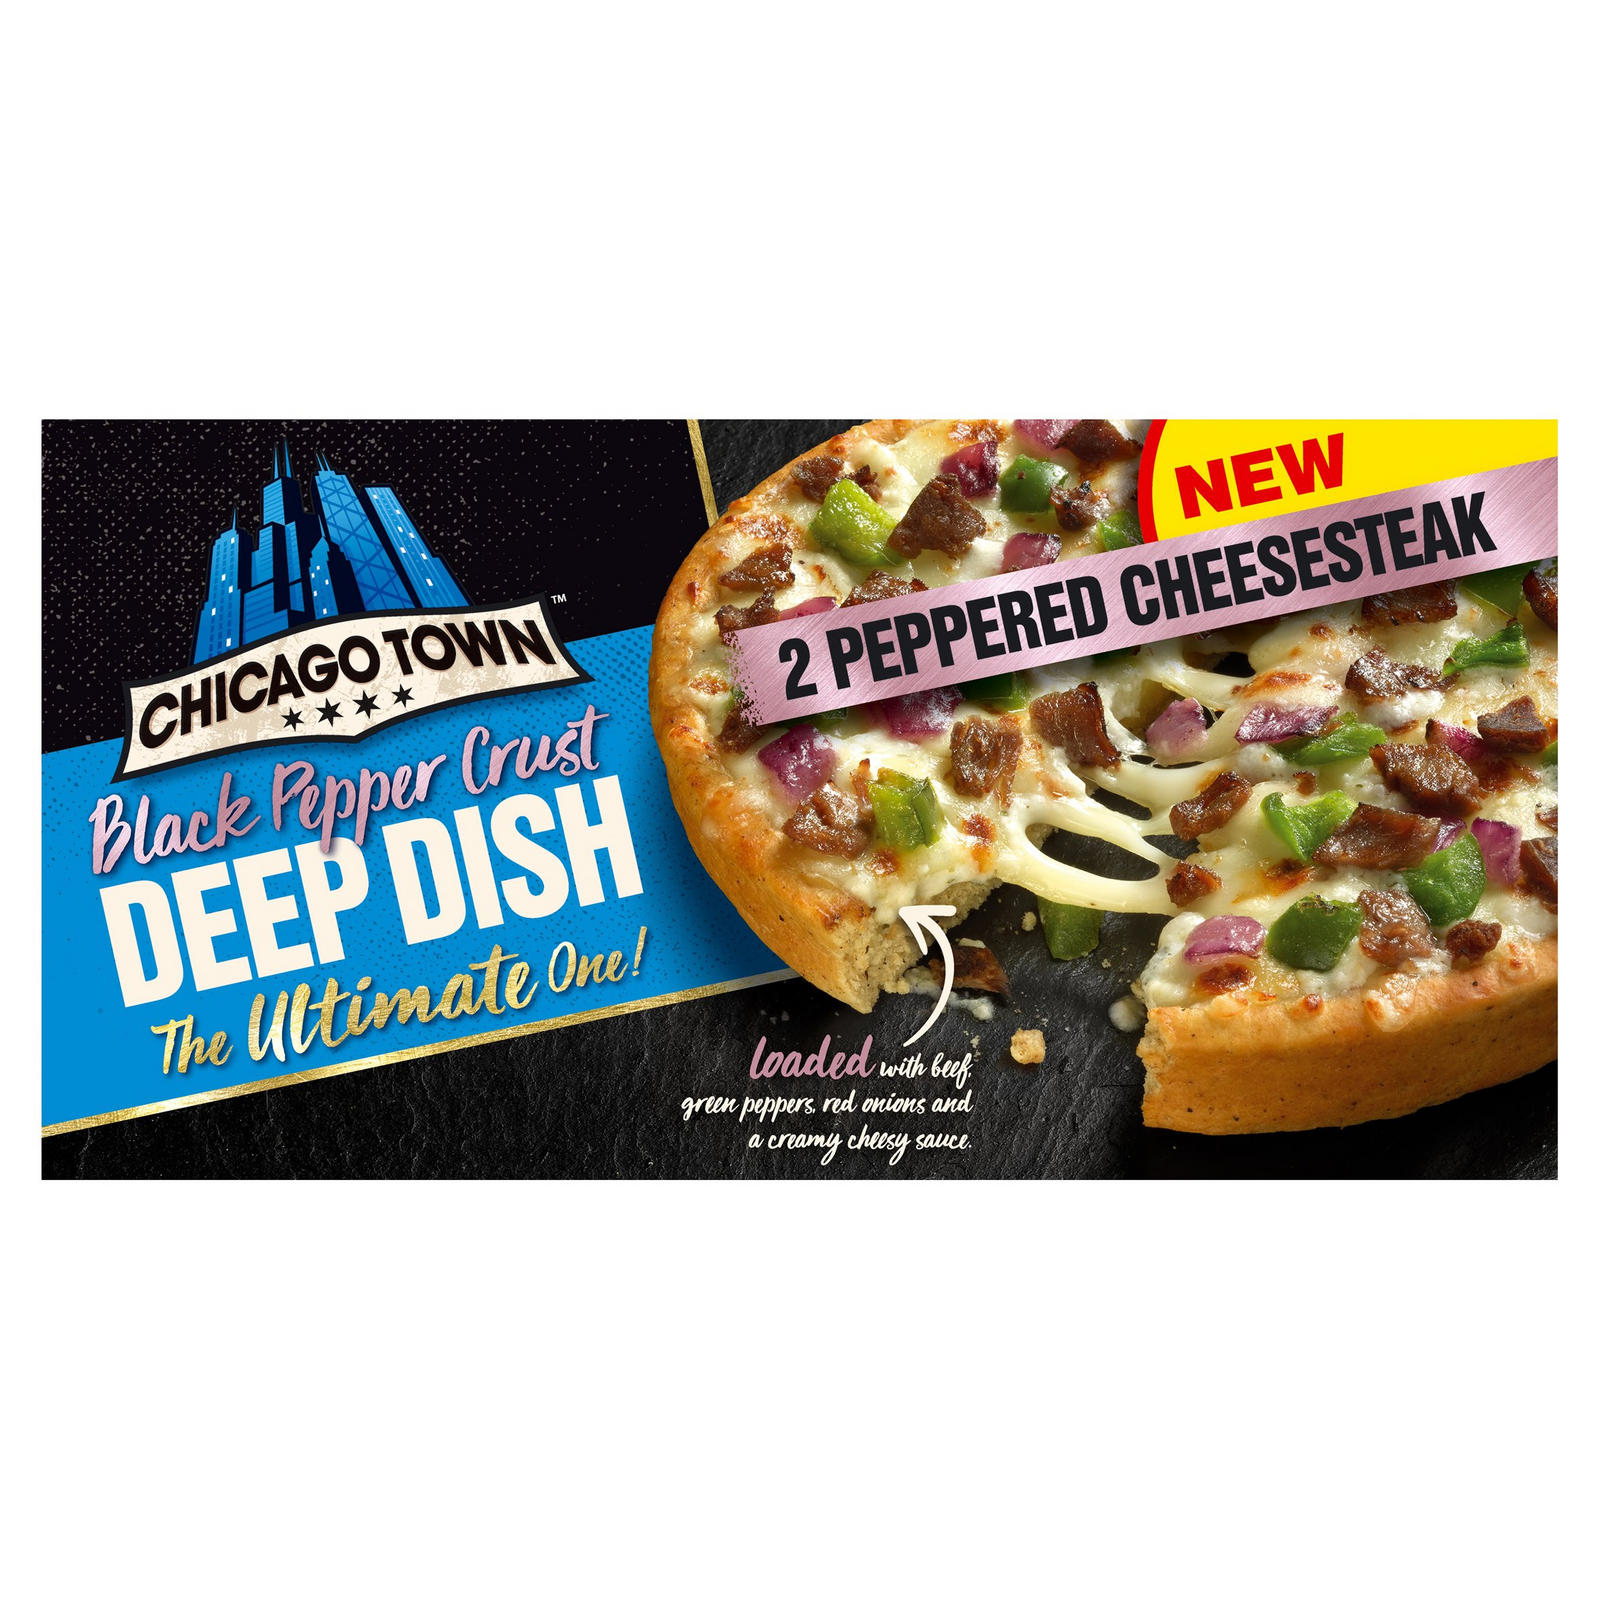 CHICAGO TOWN™
Black Pepper Crust
DEEP DISH
The Ultimate One!
NEW
2 PEPPERED CHEESESTEAK
loaded with beef,
green peppers, red onions and
a creamy cheesy sauce.